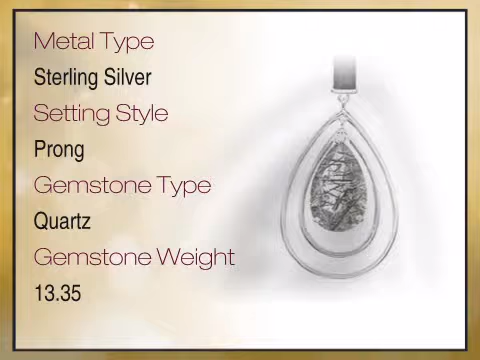 Metal Type
Sterling Silver
Setting Style
Prong
Gemstone Type
Quartz
Gemstone Weight
13.35